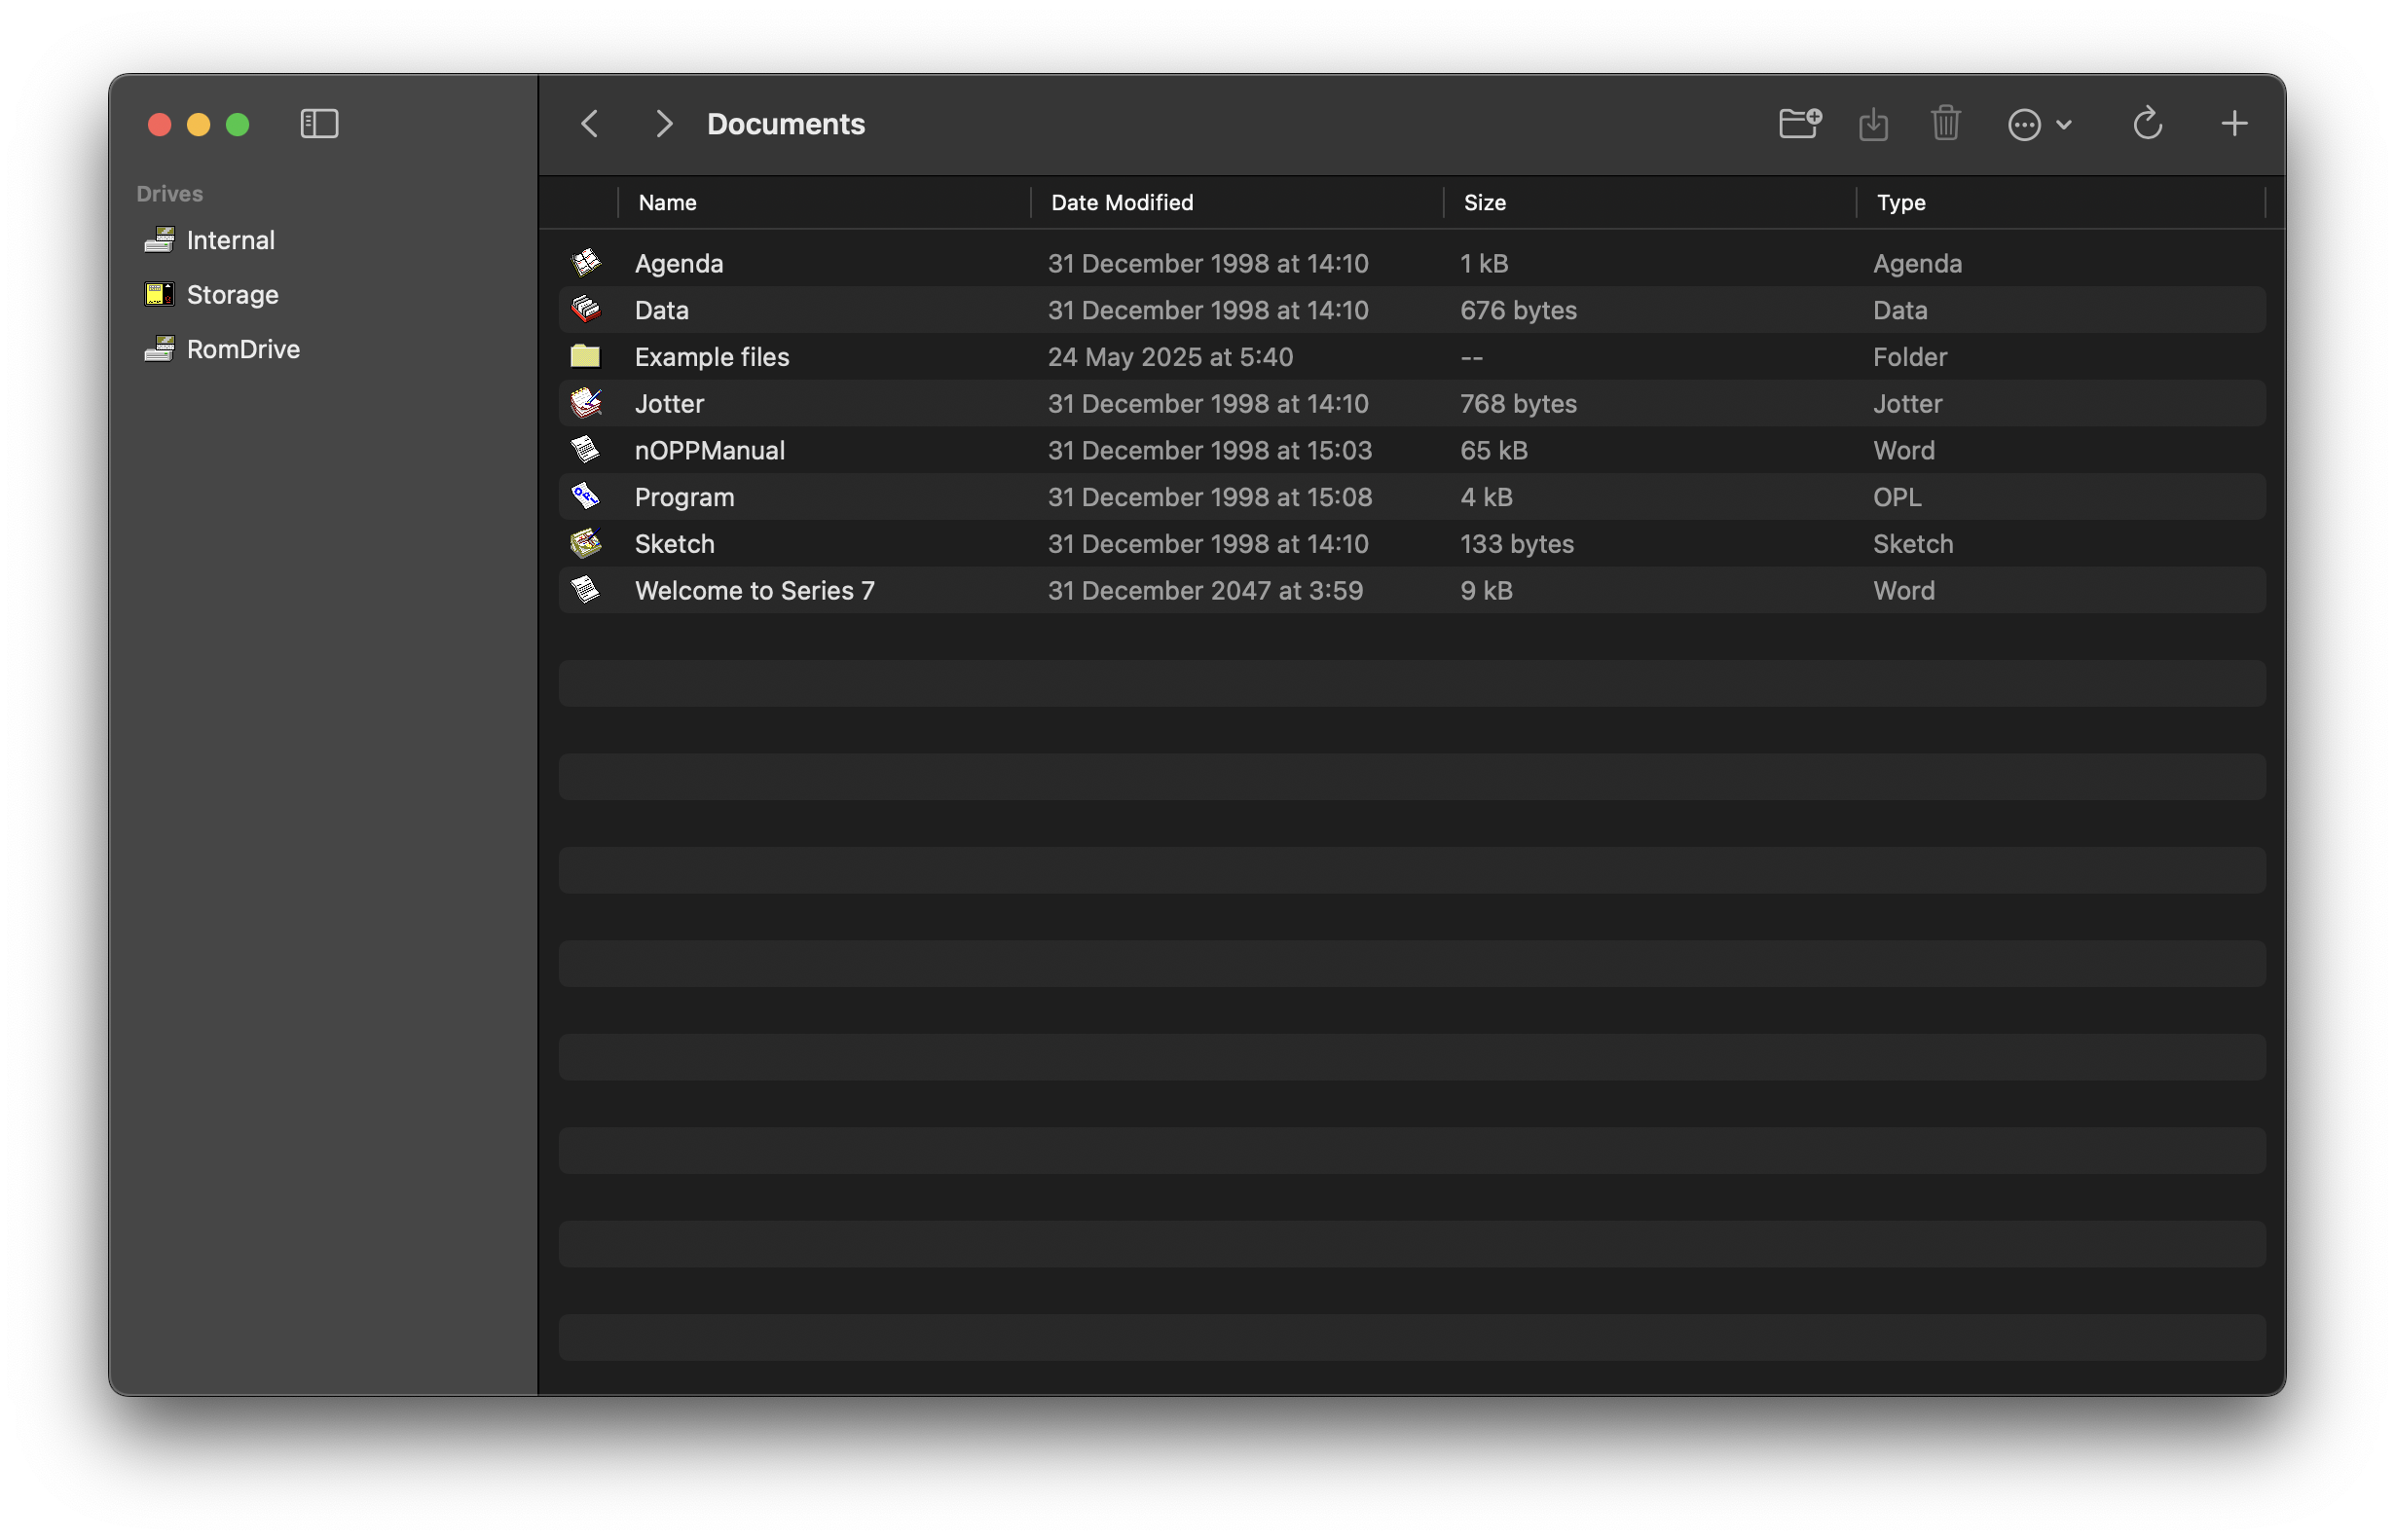 Documents
Drives
Internal
Storage
RomDrive
Name Date Modified Size Type
Agenda 31 December 1998 at 14:10 1 kB Agenda
Data 31 December 1998 at 14:10 676 bytes Data
Example files 24 May 2025 at 5:40 -- Folder
Jotter 31 December 1998 at 14:10 768 bytes Jotter
nOPPManual 31 December 1998 at 15:03 65 kB Word
Program 31 December 1998 at 15:08 4 kB OPL
Sketch 31 December 1998 at 14:10 133 bytes Sketch
Welcome to Series 7 31 December 2047 at 3:59 9 kB Word